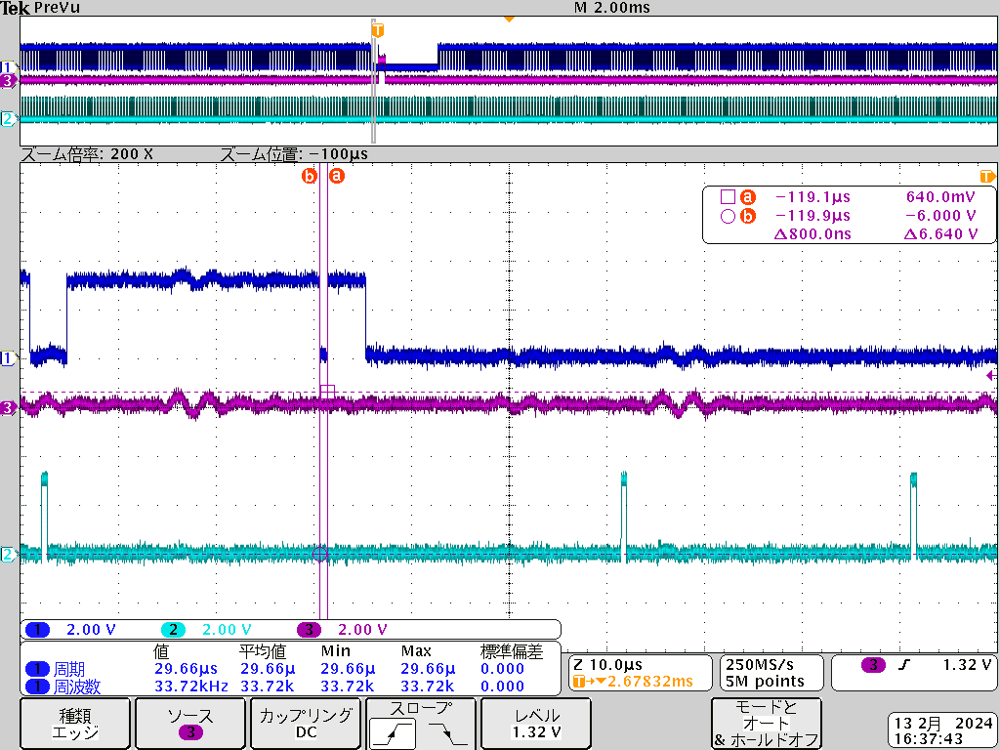 Tek PreVu M 2.00ms
T
1
3
2
ズーム倍率: 200 X ズーム位置: −100µs
b a T
a −119.1µs 640.0mV
b −119.9µs −6.000 V
Δ800.0ns Δ6.640 V
1
3
2
1 2.00 V 2 2.00 V 3 2.00 V
値 平均値 Min Max 標準偏差
1 周期 29.66µs 29.66µ 29.66µ 29.66µ 0.000
1 周波数 33.72kHz 33.72k 33.72k 33.72k 0.000
Z 10.0µs
T→▼2.67832ms
250MS/s
5M points
3 1.32 V
種類
エッジ
ソース
3
カップリング
DC
スロープ
レベル
1.32 V
モードと
オート
& ホールドオフ
13 2月 2024
16:37:43